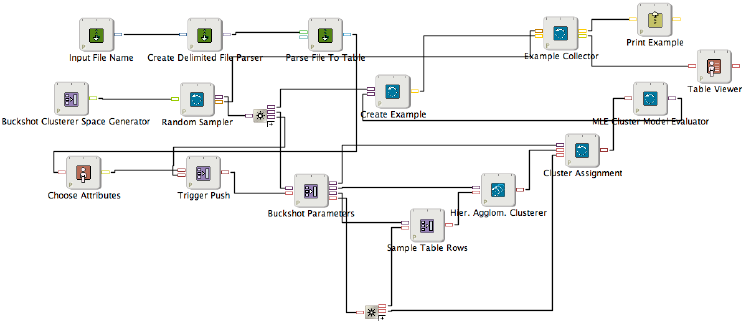 Print Example
Input File Name
Create Delimited File Parser
Parse File To Table
Example Collector
Table Viewer
Buckshot Clusterer Space Generator
Random Sampler
Create Example
MLE Cluster Model Evaluator
Choose Attributes
Trigger Push
Buckshot Parameters
Hier. Agglom. Clusterer
Cluster Assignment
Sample Table Rows